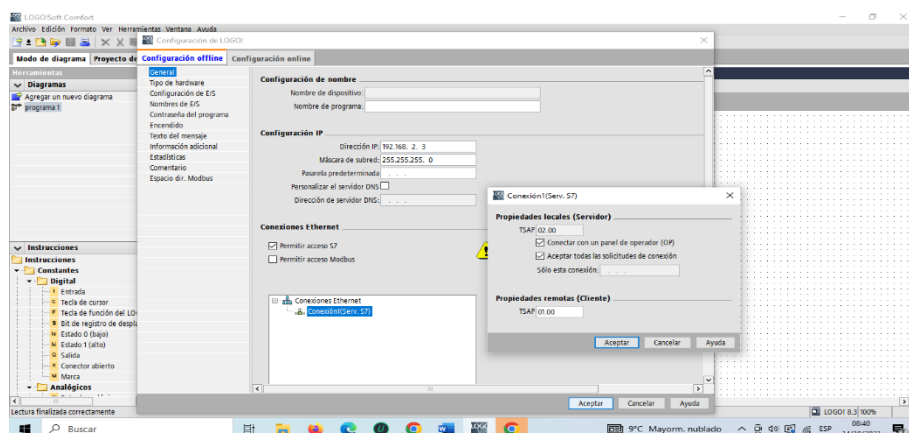 LOGO!Soft Comfort
Archivo Edición Formato Ver Herramientas Ventana Ayuda
Configuración de LOGO!
Modo de diagrama Proyecto de
Configuración offline Configuración online
Herramientas
Diagramas
Agregar un nuevo diagrama
programa 1
General
Tipo de hardware
Configuración de E/S
Nombres de E/S
Contraseña del programa
Encendido
Texto del mensaje
Información adicional
Estadísticas
Comentario
Espacio dir. Modbus
Configuración de nombre
Nombre de dispositivo:
Nombre de programa:
Configuración IP
Dirección IP: 192.168. 2. 3
Máscara de subred: 255.255.255. 0
Pasarela predeterminada
Personalizar el servidor DNS
Dirección de servidor DNS:
Conexiones Ethernet
Permitir acceso S7
Permitir acceso Modbus
Conexiones Ethernet
Conexión1(Serv. S7)
Conexión1(Serv. S7)
Propiedades locales (Servidor)
TSAP 02.00
Conectar con un panel de operador (OP)
Aceptar todas las solicitudes de conexión
Sólo esta conexión:
Propiedades remotas (Cliente)
TSAP 01.00
Aceptar Cancelar Ayuda
Instrucciones
Instrucciones
Constantes
Digital
Entrada
Tecla de cursor
Tecla de función del LO
Bit de registro de despla
Estado 0 (bajo)
Estado 1 (alto)
Salida
Conector abierto
Marca
Analógicos
Aceptar Cancelar Ayuda
Lectura finalizada correctamente
LOGO! 8.3 100%
Buscar
9°C Mayorm. nublado
ESP
08:40